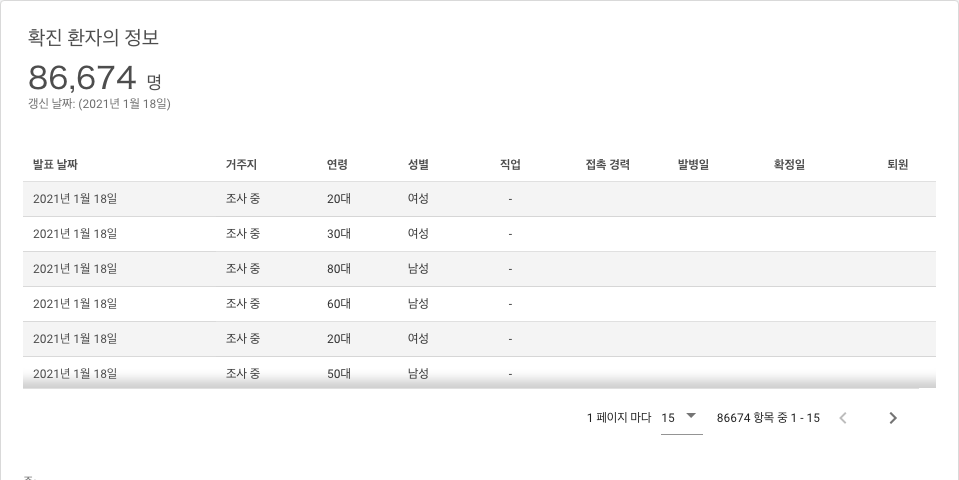 확진 환자의 정보
86,674 명
갱신 날짜: (2021년 1월 18일)
발표 날짜 거주지 연령 성별 직업 접촉 경력 발병일 확정일 퇴원
2021년 1월 18일 조사 중 20대 여성 -
2021년 1월 18일 조사 중 30대 여성 -
2021년 1월 18일 조사 중 80대 남성 -
2021년 1월 18일 조사 중 60대 남성 -
2021년 1월 18일 조사 중 20대 여성 -
2021년 1월 18일 조사 중 50대 남성 -
1 페이지 마다 15 86674 항목 중 1 - 15